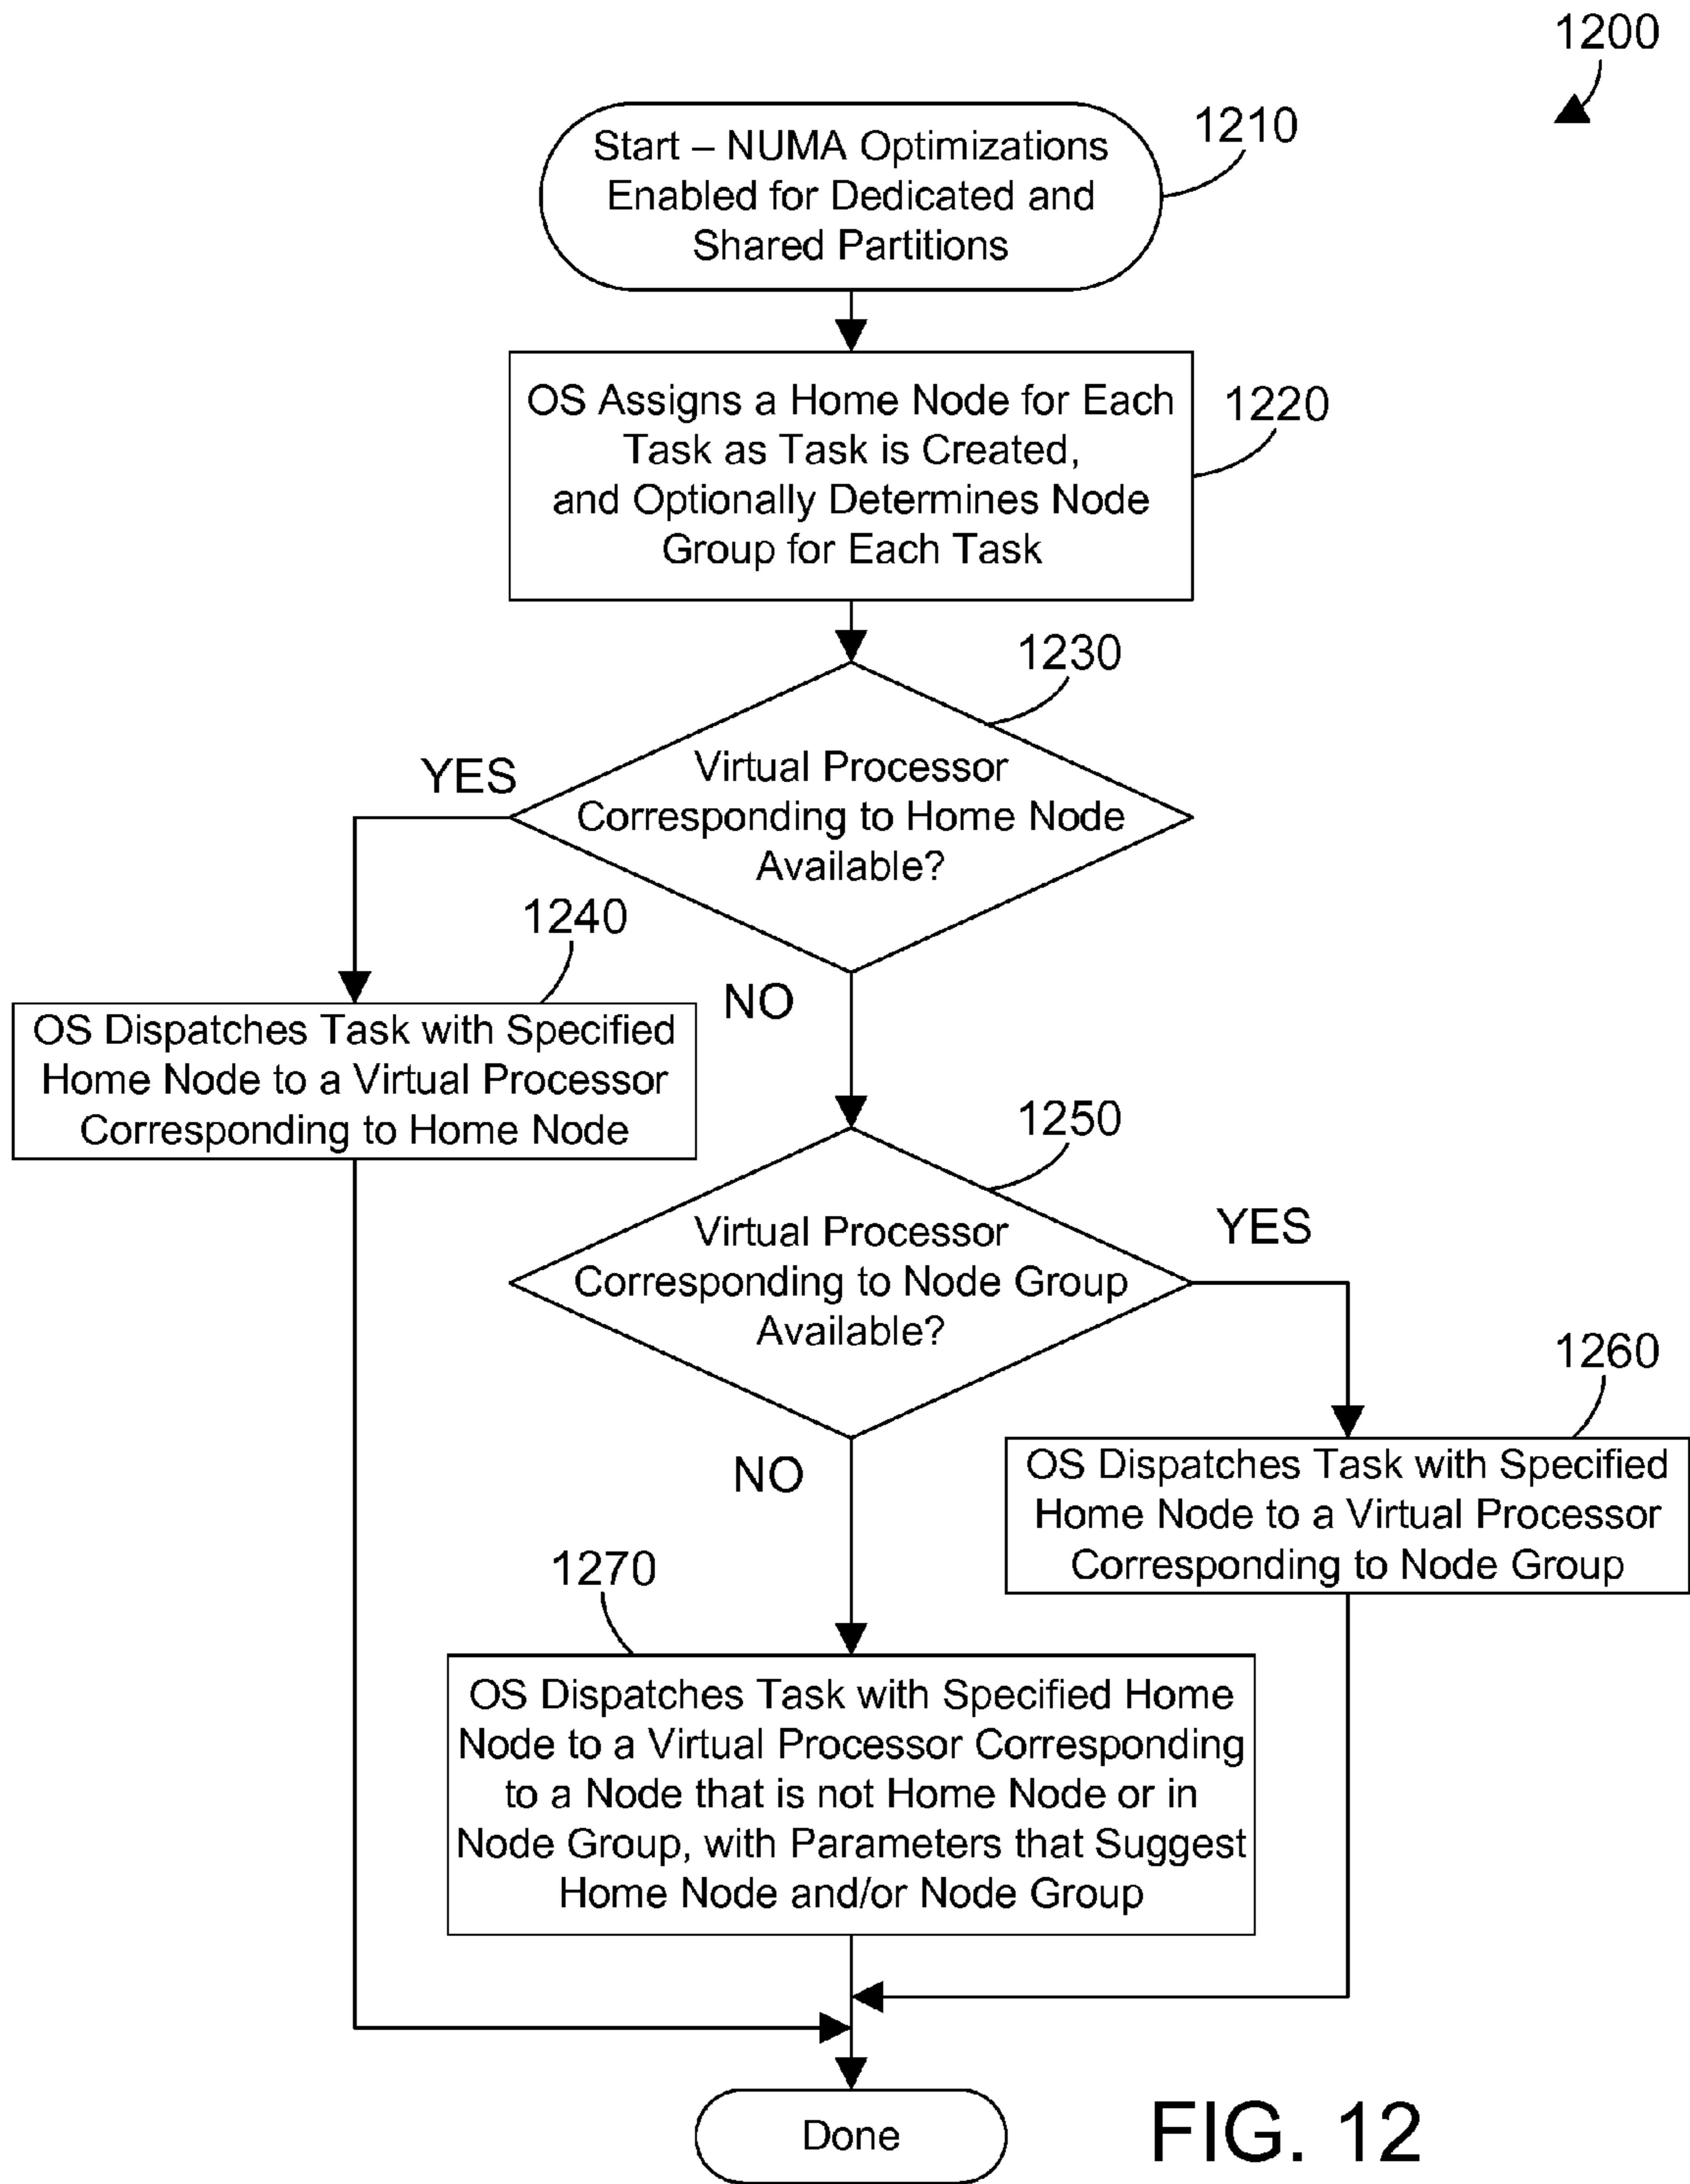 1200
Start – NUMA Optimizations
Enabled for Dedicated and
Shared Partitions
1210
OS Assigns a Home Node for Each
Task as Task is Created,
and Optionally Determines Node
Group for Each Task
1220
1230
Virtual Processor
Corresponding to Home Node
Available?
YES
NO
1240
OS Dispatches Task with Specified
Home Node to a Virtual Processor
Corresponding to Home Node
1250
Virtual Processor
Corresponding to Node Group
Available?
YES
NO
1260
OS Dispatches Task with Specified
Home Node to a Virtual Processor
Corresponding to Node Group
1270
OS Dispatches Task with Specified Home
Node to a Virtual Processor Corresponding
to a Node that is not Home Node or in
Node Group, with Parameters that Suggest
Home Node and/or Node Group
Done
FIG. 12